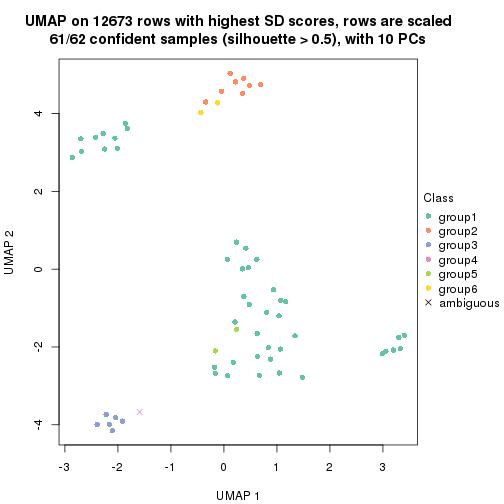 UMAP on 12673 rows with highest SD scores, rows are scaled
61/62 confident samples (silhouette > 0.5), with 10 PCs
4
2
0
-2
-4
UMAP 2
-3
-2
-1
0
1
2
3
UMAP 1
Class
group1
group2
group3
group4
group5
group6
ambiguous